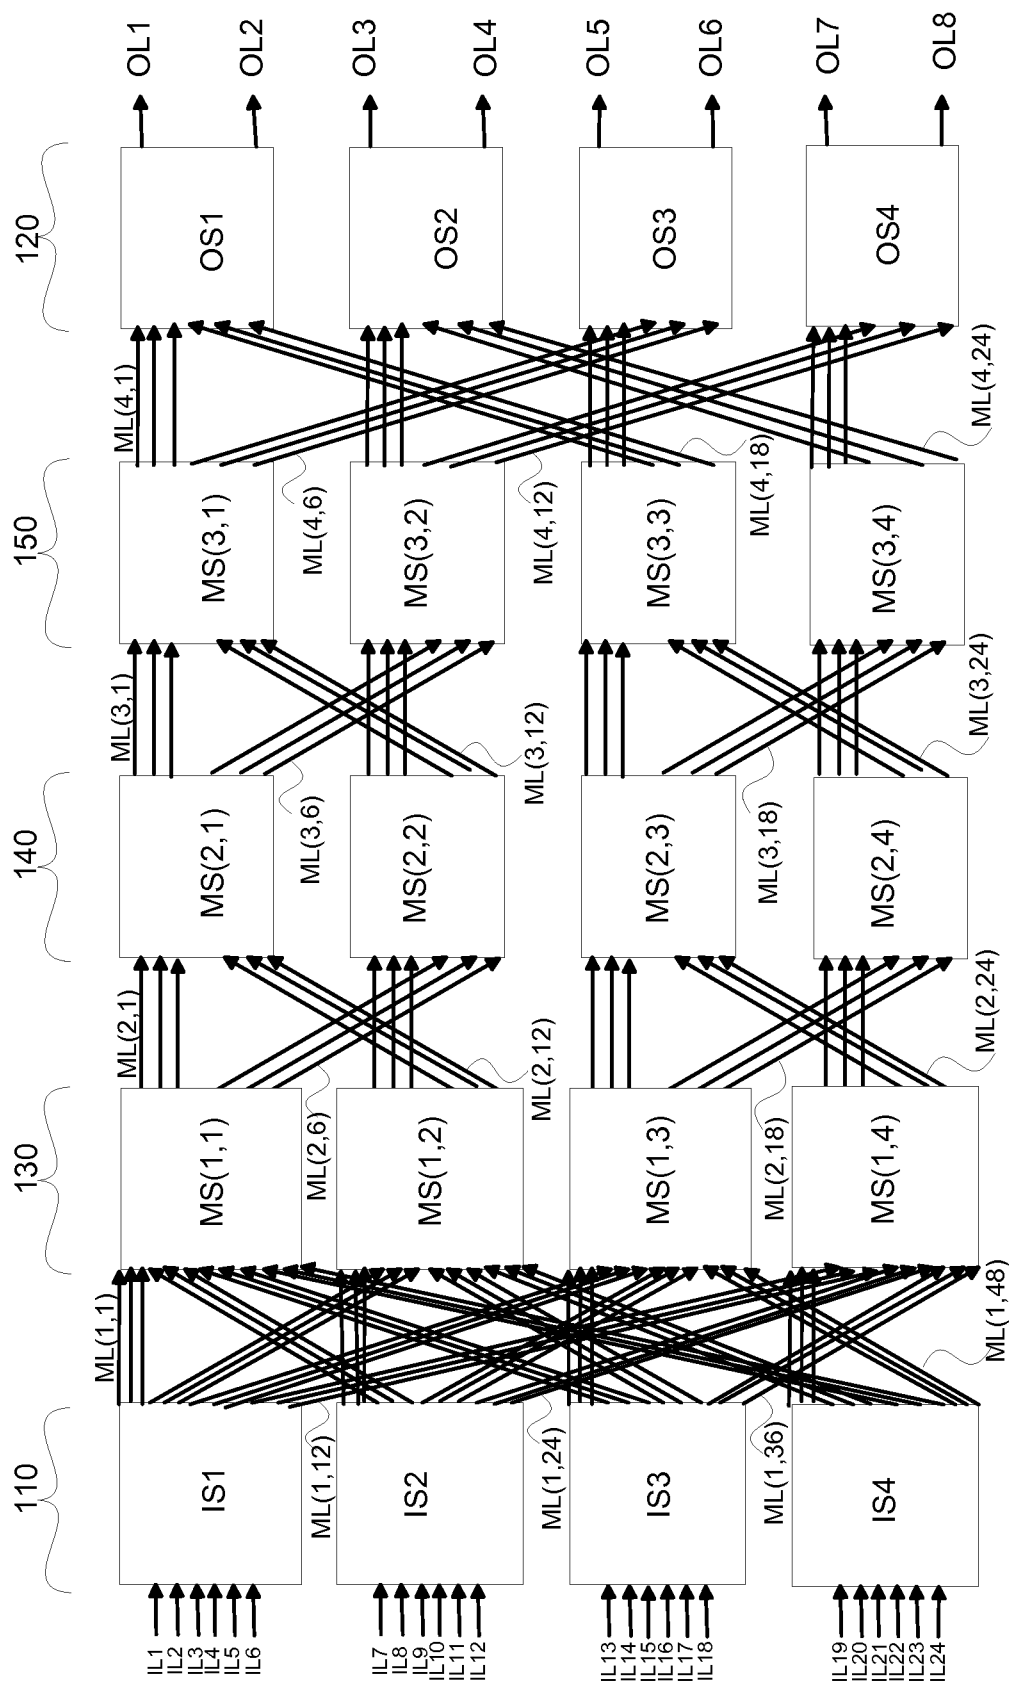 OL1
OL2
OL3
OL4
OL5
OL6
OL7
OL8
120
OS1
OS2
OS3
OS4
ML(4,1)
ML(4,6)
ML(4,12)
ML(4,18)
ML(4,24)
150
MS(3,1)
MS(3,2)
MS(3,3)
MS(3,4)
ML(3,1)
ML(3,6)
ML(3,12)
ML(3,18)
ML(3,24)
140
MS(2,1)
MS(2,2)
MS(2,3)
MS(2,4)
ML(2,1)
ML(2,6)
ML(2,12)
ML(2,18)
ML(2,24)
130
MS(1,1)
MS(1,2)
MS(1,3)
MS(1,4)
ML(1,1)
ML(1,12)
ML(1,24)
ML(1,36)
ML(1,48)
110
IS1
IS2
IS3
IS4
IL1
IL2
IL3
IL4
IL5
IL6
IL7
IL8
IL9
IL10
IL11
IL12
IL13
IL14
IL15
IL16
IL17
IL18
IL19
IL20
IL21
IL22
IL23
IL24